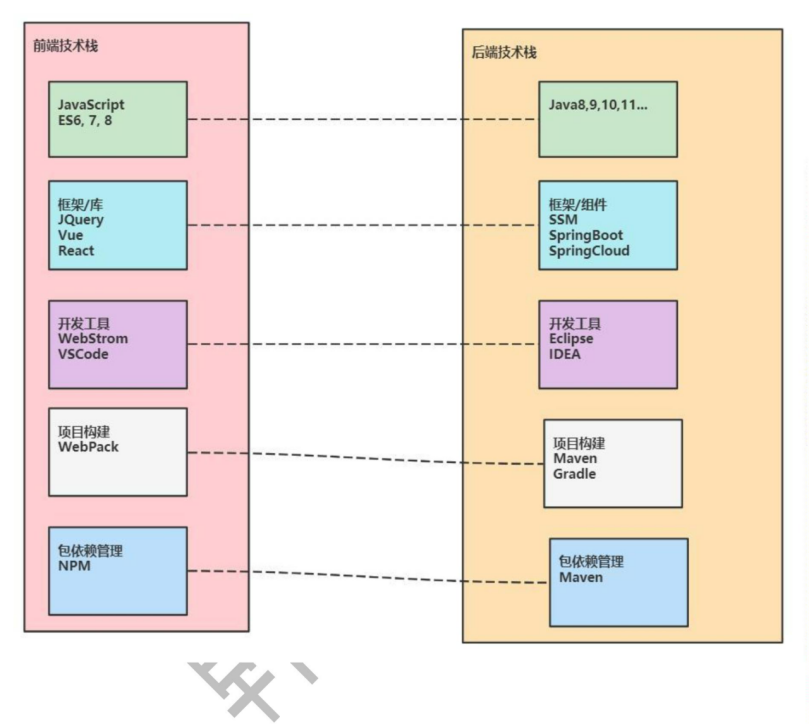 前端技术栈
JavaScript
ES6, 7, 8
框架/库
JQuery
Vue
React
开发工具
WebStrom
VSCode
项目构建
WebPack
包依赖管理
NPM
后端技术栈
Java8,9,10,11...
框架/组件
SSM
SpringBoot
SpringCloud
开发工具
Eclipse
IDEA
项目构建
Maven
Gradle
包依赖管理
Maven